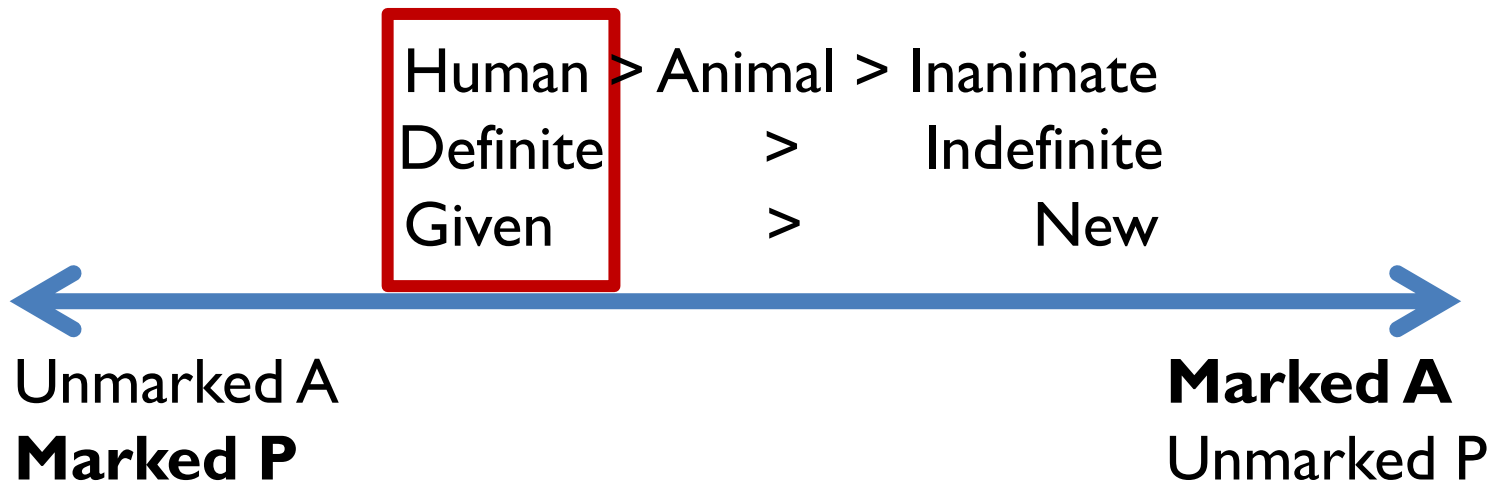 Human > Animal > Inanimate
Definite > Indefinite
Given > New
Unmarked A Marked A
Marked P Unmarked P